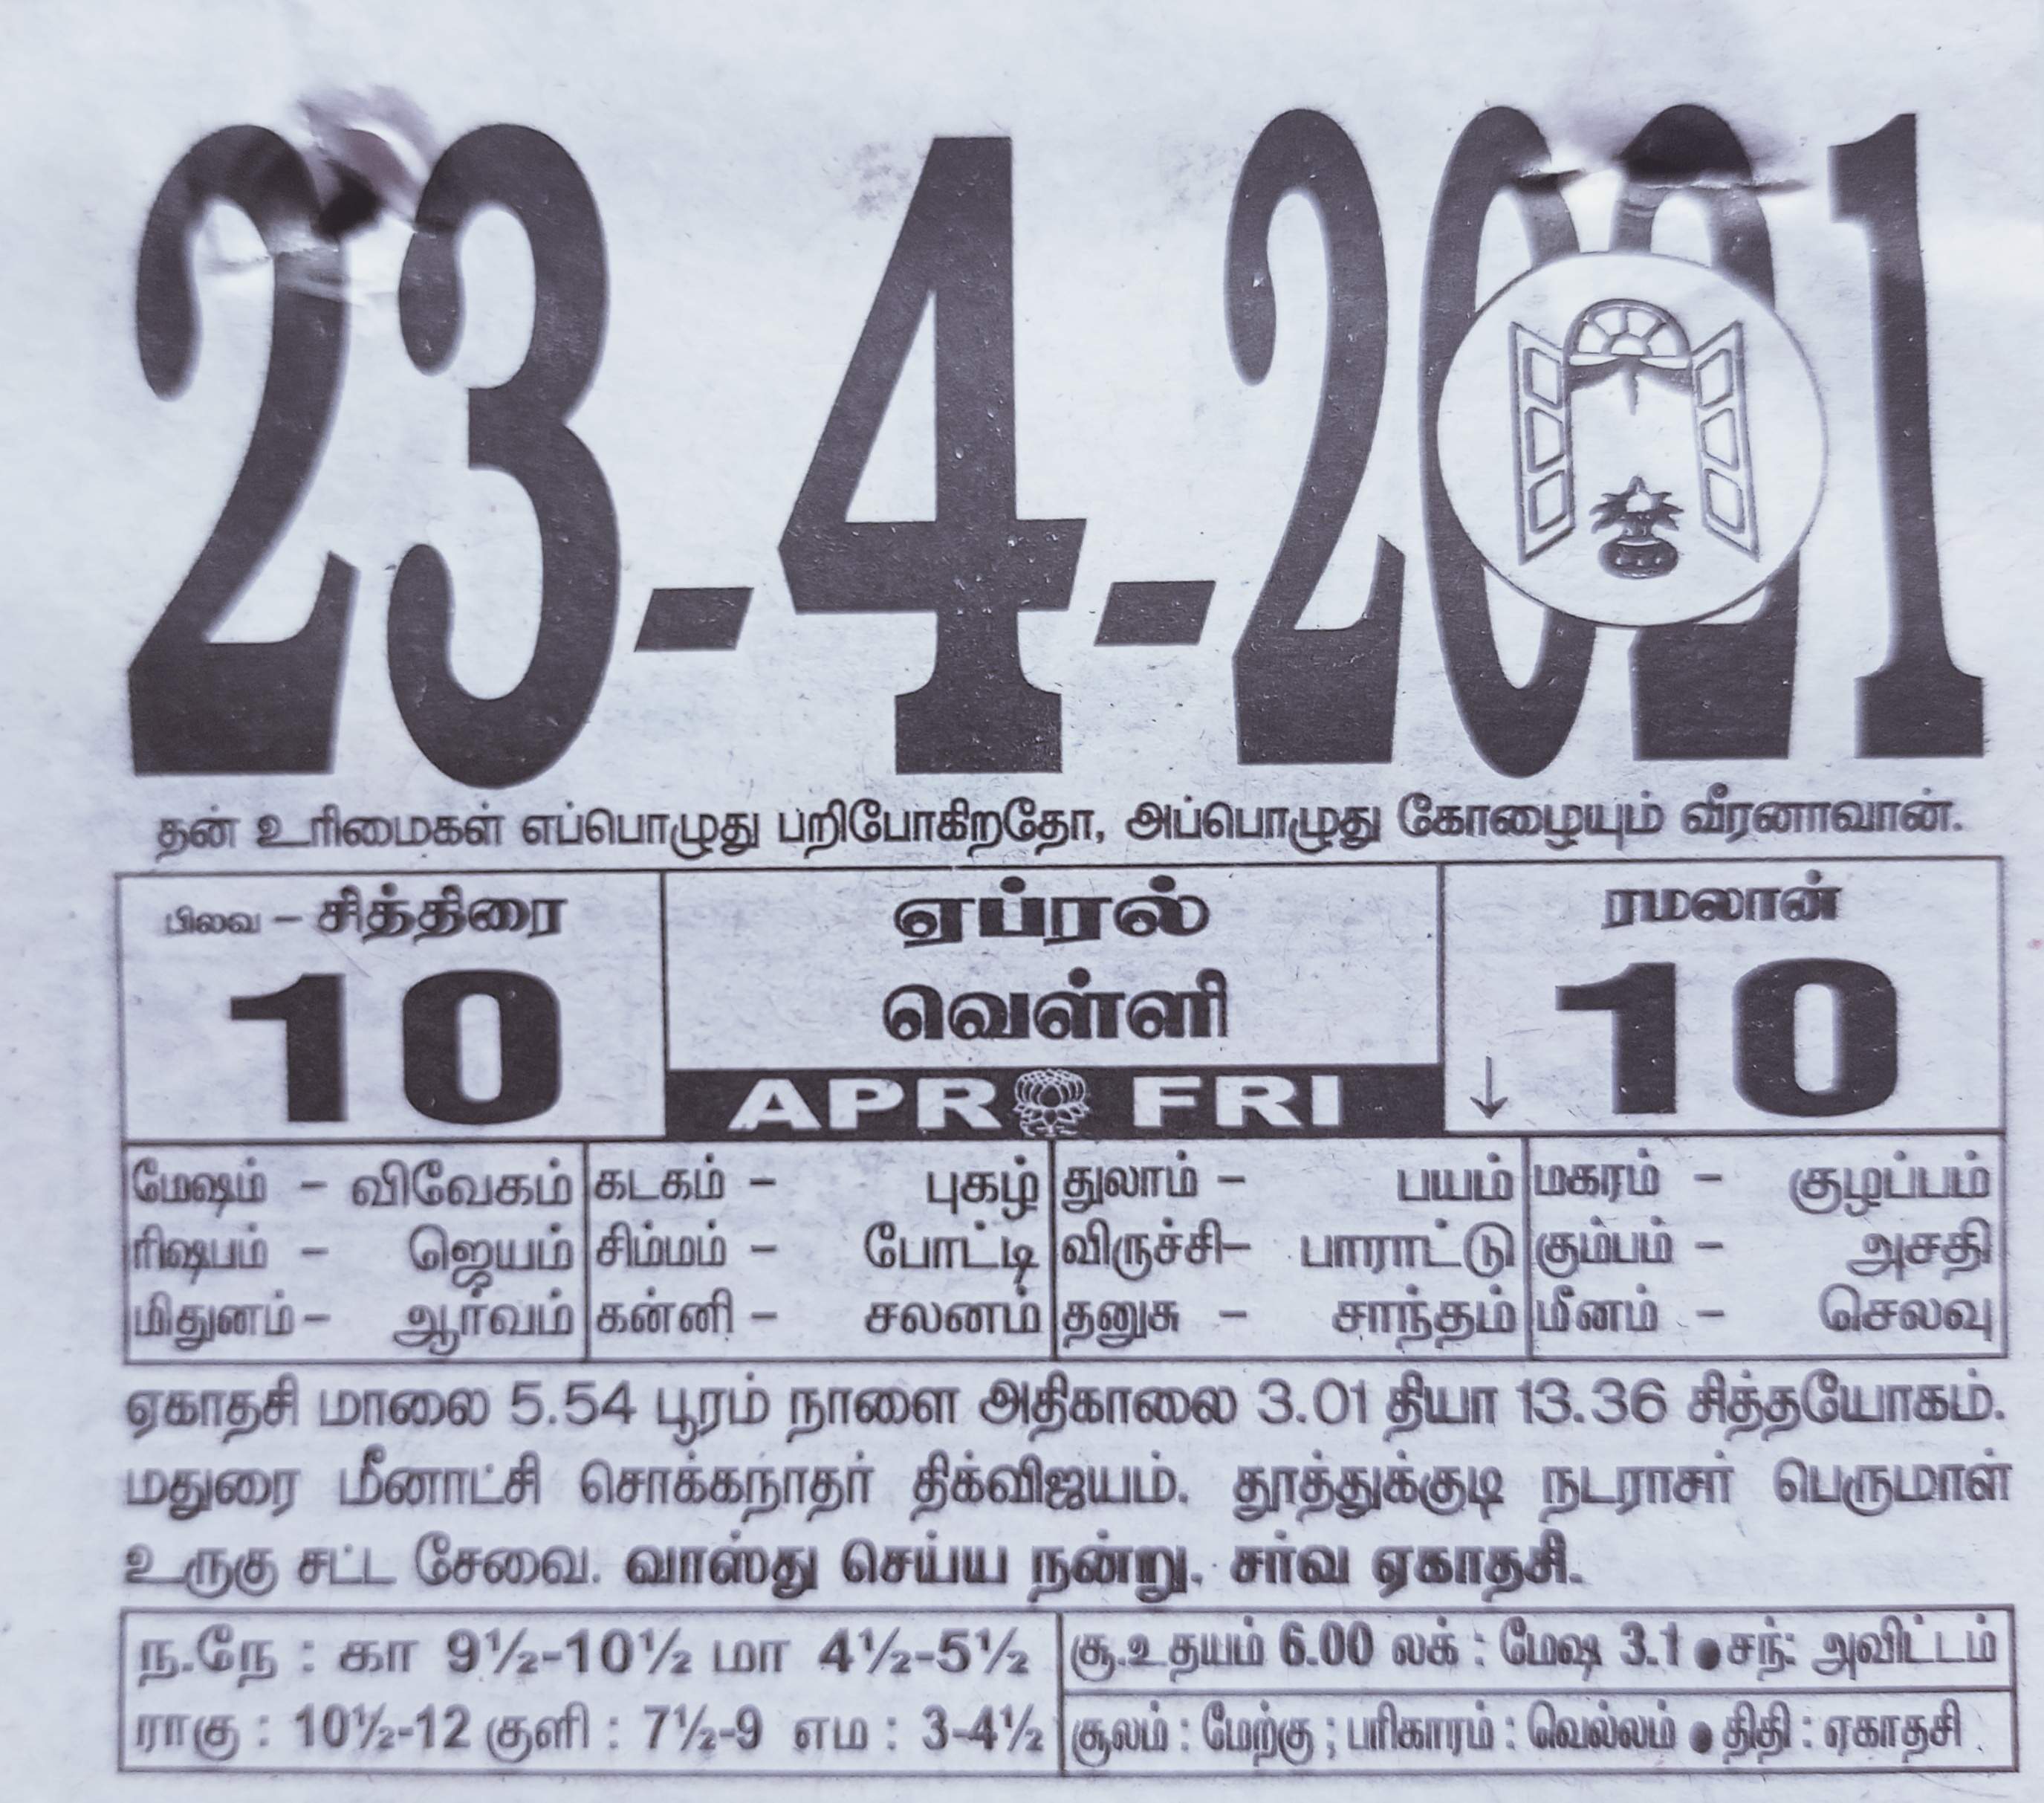 23-4-2021
தன் உரிமைகள் எப்பொழுது பறிபோகிறதோ, அப்பொழுது கோழையும் வீரனாவான்.
பிலவ - சித்திரை
10
ஏப்ரல்
வெள்ளி
APR FRI
ரமலான்
↓ 10
மேஷம் - விவேகம்
ரிஷபம் - ஜெயம்
மிதுனம் - ஆர்வம்
கடகம் - புகழ்
சிம்மம் - போட்டி
கன்னி - சலனம்
துலாம் - பயம்
விருச்சி- பாராட்டு
தனுசு - சாந்தம்
மகரம் - குழப்பம்
கும்பம் - அசதி
மீனம் - செலவு
ஏகாதசி மாலை 5.54 பூரம் நாளை அதிகாலை 3.01 தியா 13.36 சித்தயோகம்.
மதுரை மீனாட்சி சொக்கநாதர் திக்விஜயம். தூத்துக்குடி நடராசர் பெருமாள்
உருகு சட்ட சேவை. வாஸ்து செய்ய நன்று. சர்வ ஏகாதசி.
ந.நே : கா 9½-10½ மா 4½-5½
ராகு : 10½-12 குளி : 7½-9 எம : 3-4½
சூ.உதயம் 6.00 லக் : மேஷ 3.1 ● சந்: அவிட்டம்
சூலம் : மேற்கு ; பரிகாரம் : வெல்லம் ● திதி : ஏகாதசி